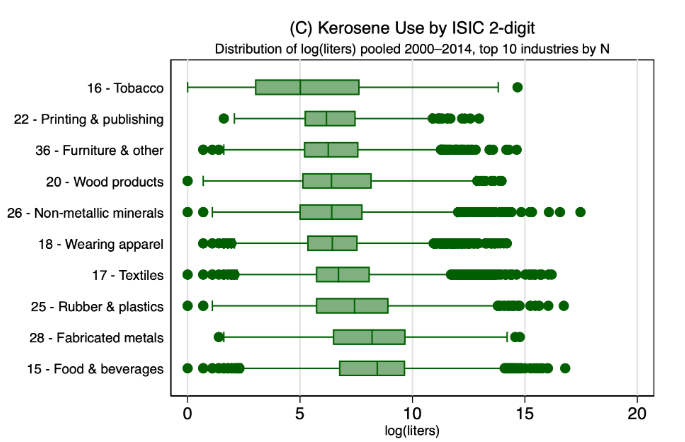 (C) Kerosene Use by ISIC 2-digit
Distribution of log(liters) pooled 2000–2014, top 10 industries by N
16 - Tobacco
22 - Printing & publishing
36 - Furniture & other
20 - Wood products
26 - Non-metallic minerals
18 - Wearing apparel
17 - Textiles
25 - Rubber & plastics
28 - Fabricated metals
15 - Food & beverages
0 5 10 15 20
log(liters)